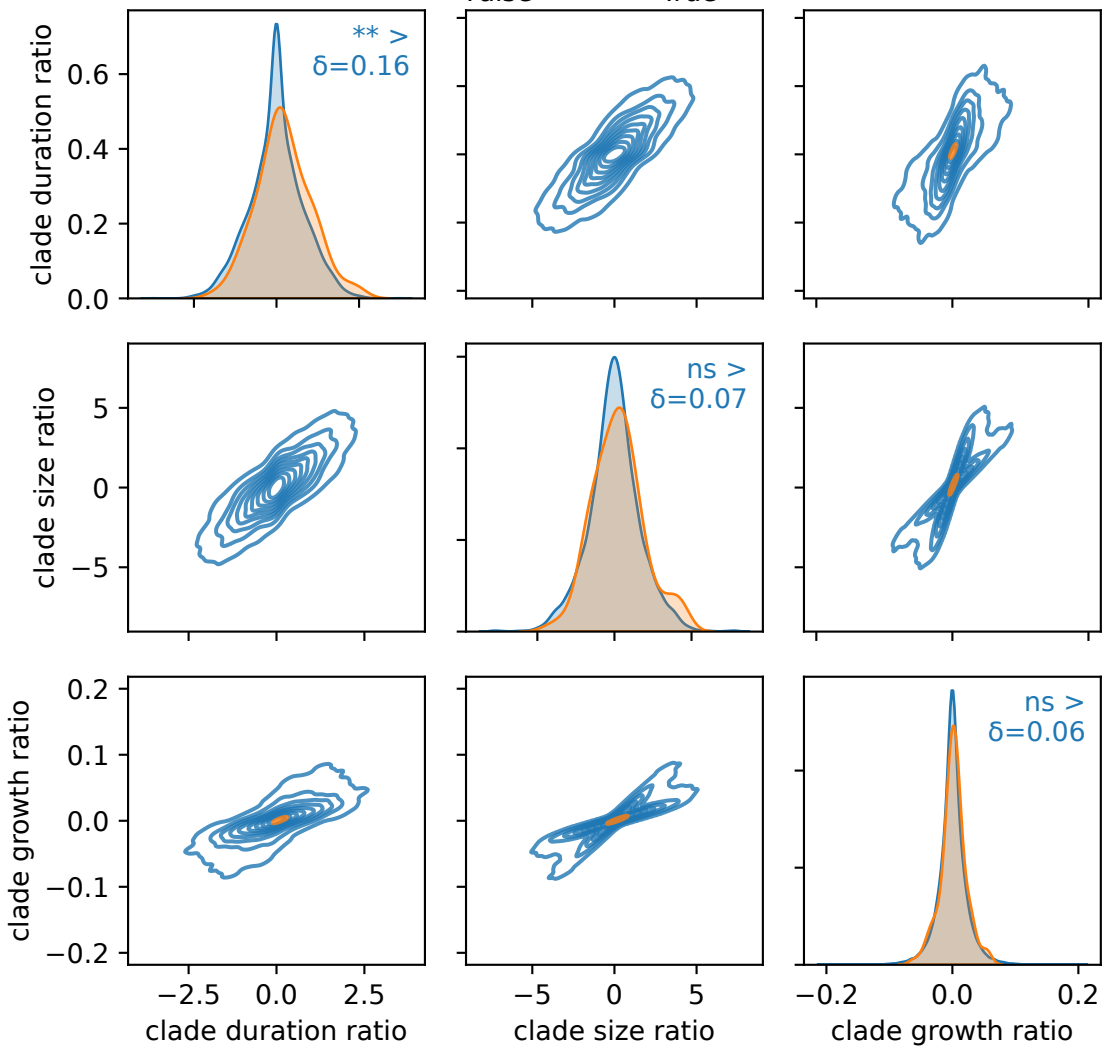 ** >
δ=0.16
clade duration ratio
0.6
0.4
0.2
0.0
ns >
δ=0.07
clade size ratio
5
0
−5
ns >
δ=0.06
clade growth ratio
0.2
0.1
0.0
−0.1
−0.2
−2.5 0.0 2.5
−5 0 5
−0.2 0.0 0.2
clade duration ratio
clade size ratio
clade growth ratio